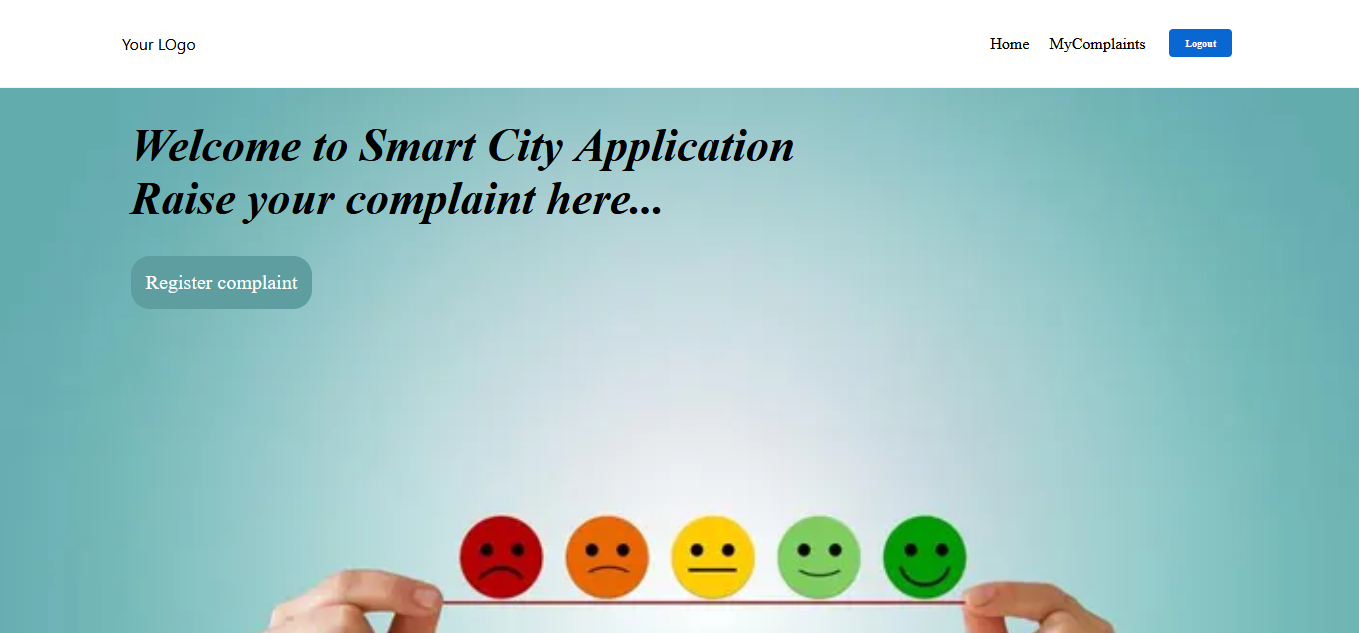 Your LOgo
Home
MyComplaints
Logout
Welcome to Smart City Application
Raise your complaint here...
Register complaint